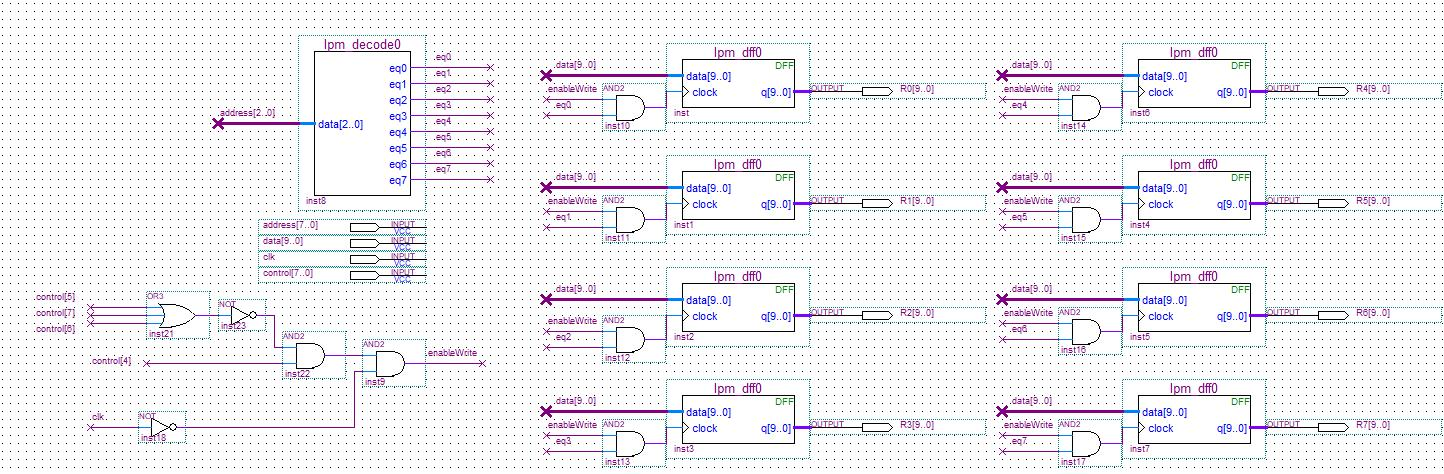 lpm_decode0
eq0
eq1
eq2
eq3
eq4
eq5
eq6
eq7
eq0
eq1
eq2
eq3
eq4
eq5
eq6
eq7
address[2..0]
data[2..0]
inst8
address[7..0] INPUT VCC
data[9..0] INPUT VCC
clk INPUT VCC
control[7..0] INPUT VCC
control[5]
control[7]
control[6]
OR3
inst21
NOT
inst23
control[4]
AND2
inst22
AND2
inst9
enableWrite
clk
NOT
inst18
lpm_dff0
DFF
data[9..0]
data[9..0]
enableWrite
eq0
AND2
inst10
clock
q[9..0]
inst
OUTPUT
R0[9..0]
lpm_dff0
DFF
data[9..0]
data[9..0]
enableWrite
eq1
AND2
inst11
clock
q[9..0]
inst1
OUTPUT
R1[9..0]
lpm_dff0
DFF
data[9..0]
data[9..0]
enableWrite
eq2
AND2
inst12
clock
q[9..0]
inst2
OUTPUT
R2[9..0]
lpm_dff0
DFF
data[9..0]
data[9..0]
enableWrite
eq3
AND2
inst13
clock
q[9..0]
inst3
OUTPUT
R3[9..0]
lpm_dff0
DFF
data[9..0]
data[9..0]
enableWrite
eq4
AND2
inst14
clock
q[9..0]
inst6
OUTPUT
R4[9..0]
lpm_dff0
DFF
data[9..0]
data[9..0]
enableWrite
eq5
AND2
inst15
clock
q[9..0]
inst4
OUTPUT
R5[9..0]
lpm_dff0
DFF
data[9..0]
data[9..0]
enableWrite
eq6
AND2
inst16
clock
q[9..0]
inst5
OUTPUT
R6[9..0]
lpm_dff0
DFF
data[9..0]
data[9..0]
enableWrite
eq7
AND2
inst17
clock
q[9..0]
inst7
OUTPUT
R7[9..0]